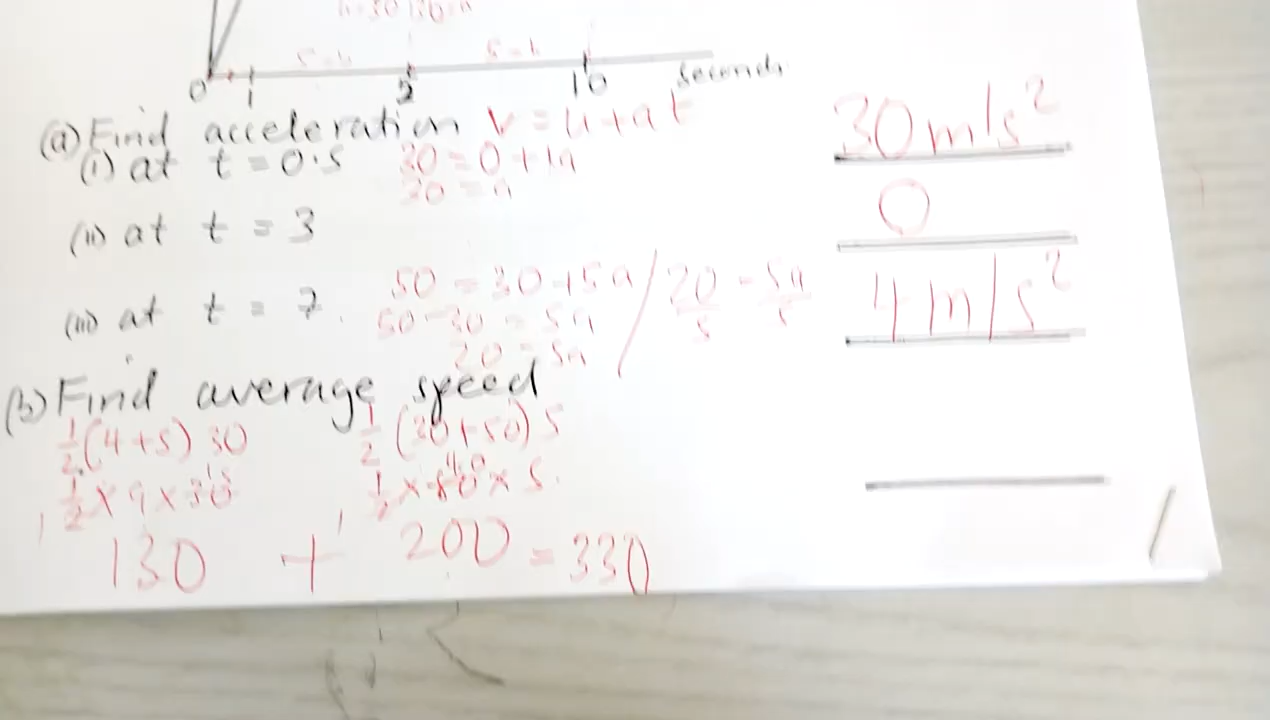 0 1 2 10 seconds
(a) Find acceleration V = u + at
(i) at t = 0.5 30 = 0 + 1a 30 m/s²
30 = a
(ii) at t = 3 0
50 = 30 + 5a / 20 = 5a
(iii) at t = 7. 50 - 30 = 5a 5 5 4 m/s²
20 = 5a
(b) Find average speed
1/2 (4+5) 30 1/2 (30+50) 5
1/2 x 9 x 30 15 1/2 x 80 40 x 5
130 + 200 = 330